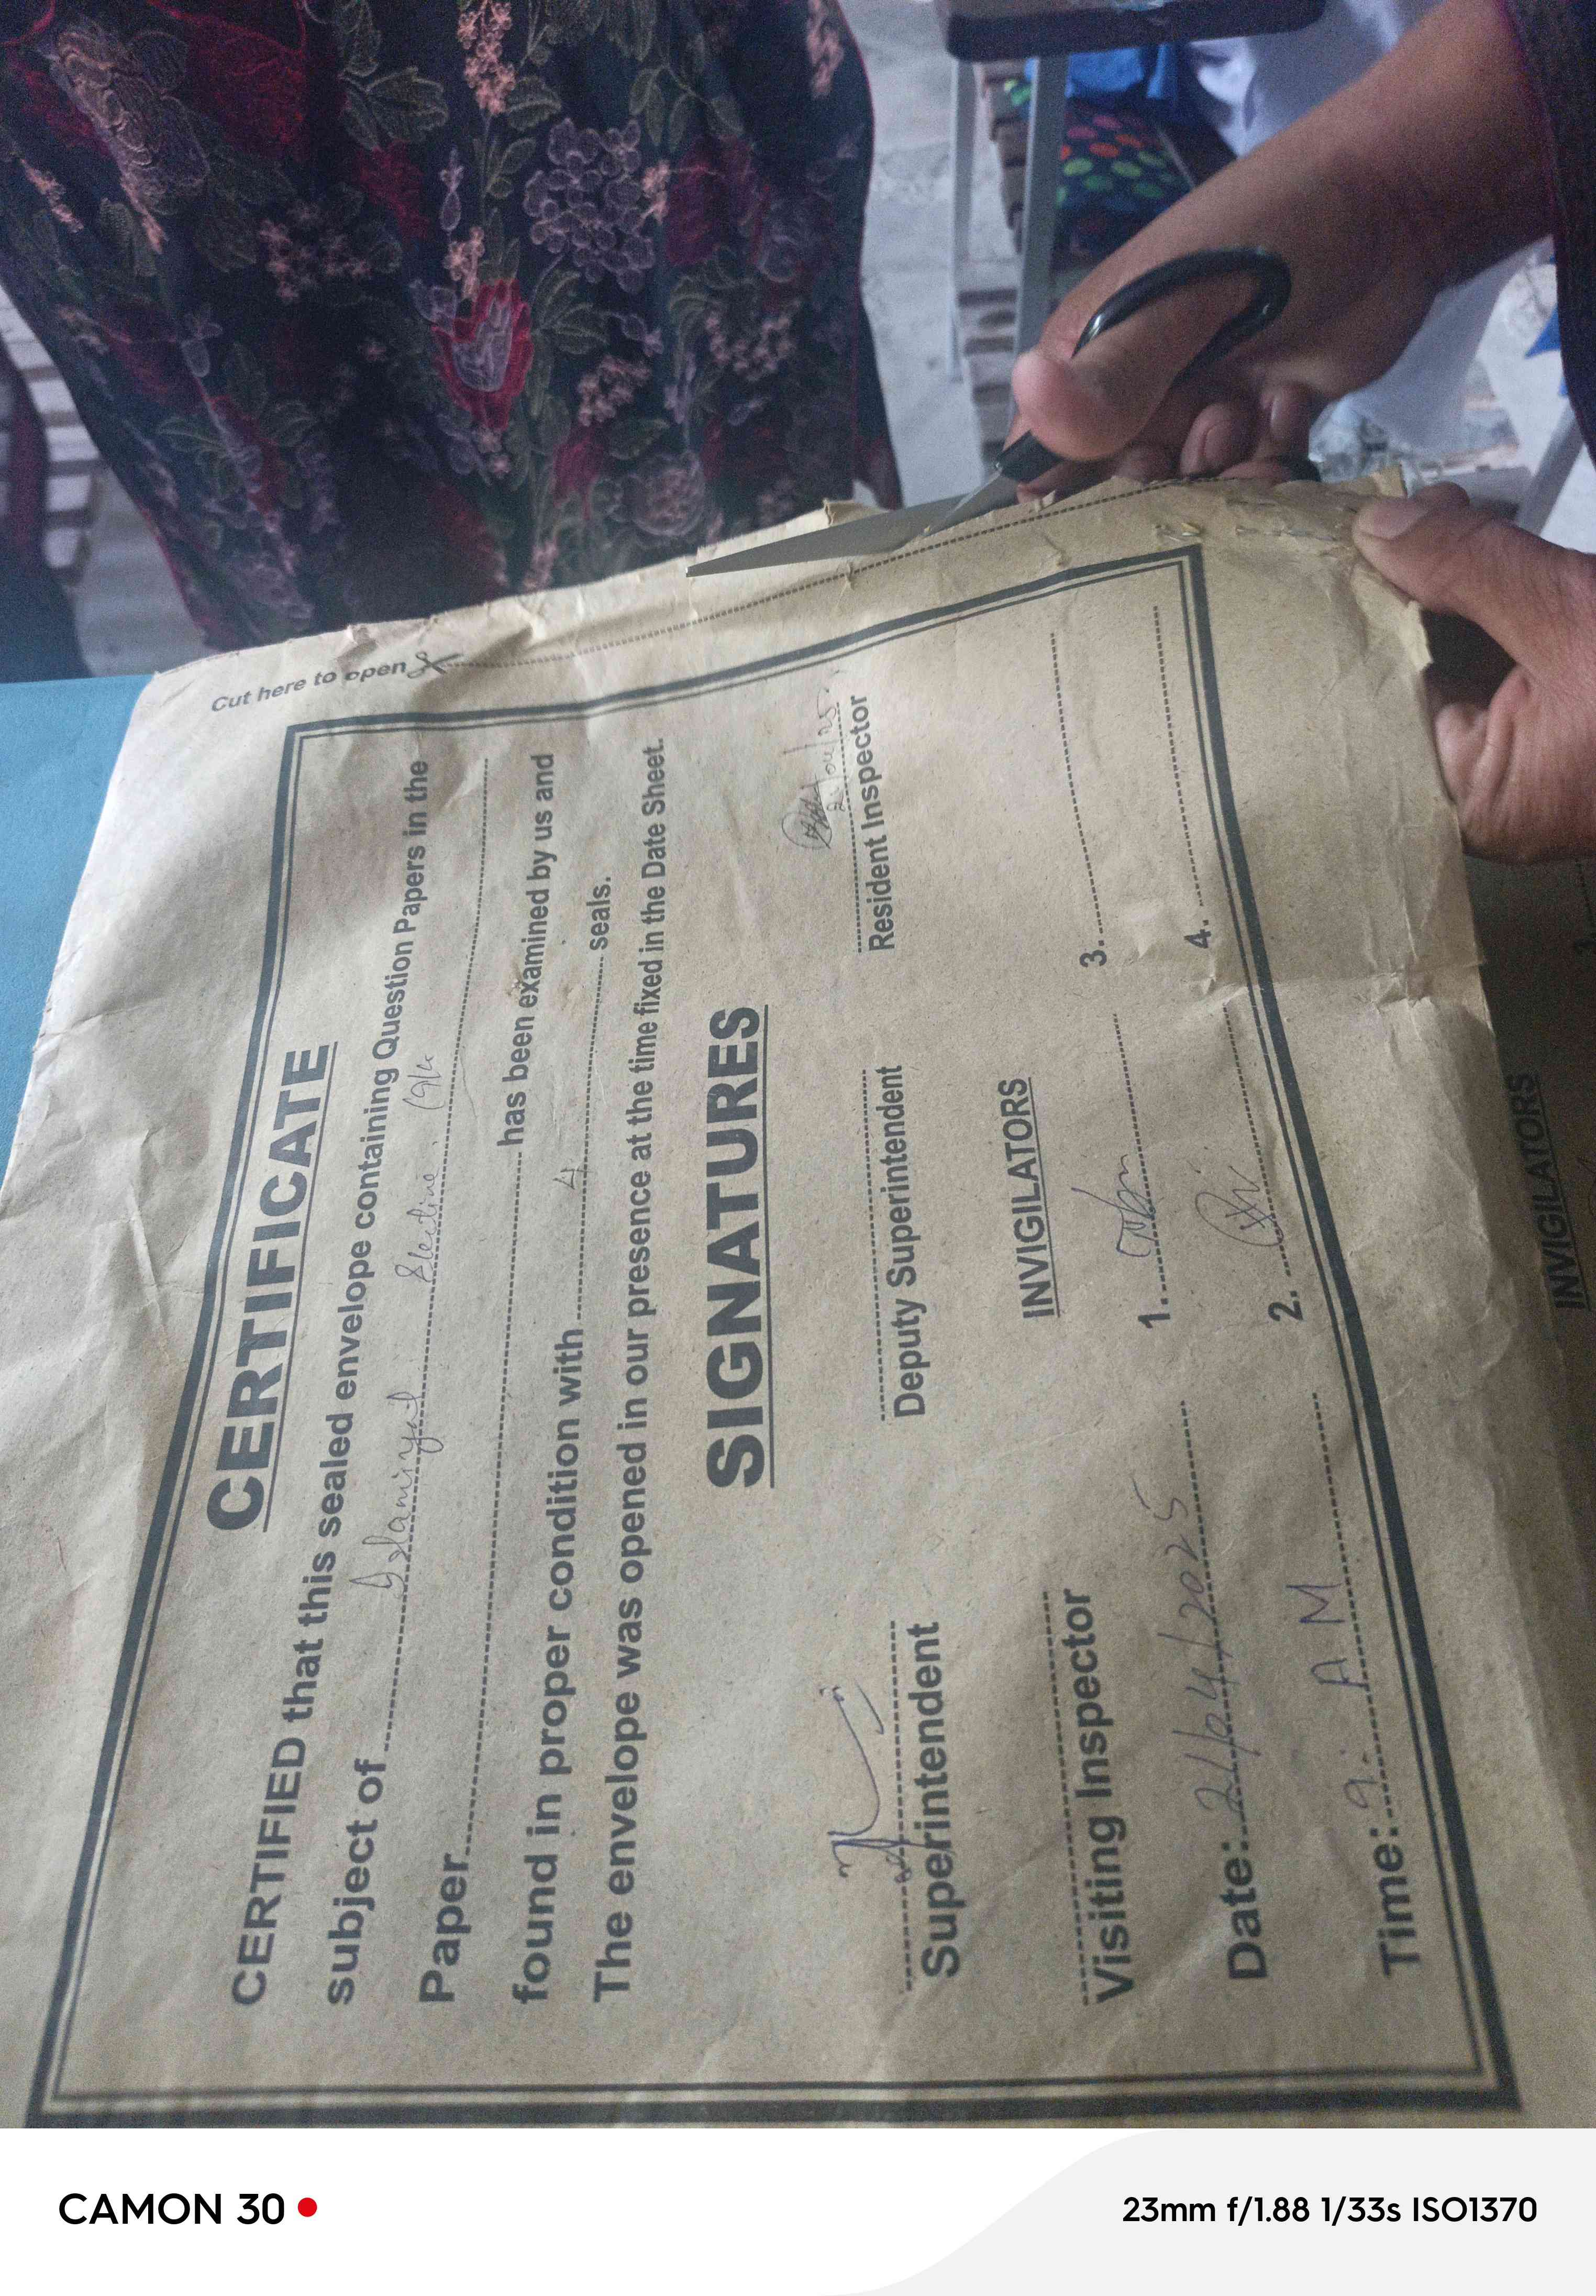 Cut here to open
CERTIFICATE
CERTIFIED that this sealed envelope containing Question Papers in the
subject of Islamiyat Elective 9th
Paper has been examined by us and
found in proper condition with 4 seals.
The envelope was opened in our presence at the time fixed in the Date Sheet.
SIGNATURES
Superintendent Deputy Superintendent Resident Inspector
INVIGILATORS
Visiting Inspector 1. 3.
Date: 24/04/2025 2. 4.
Time: 9: AM
INVIGILATORS
INVIGILATORS
CAMON 30
23mm f/1.88 1/33s ISO1370